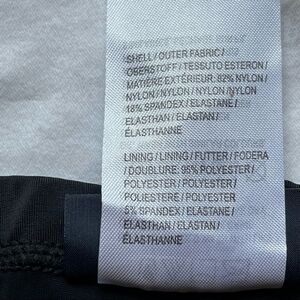 SHELL / OUTER FABRIC /
OBERSTOFF / TESSUTO ESTERON /
MATIÈRE EXTÉRIEUR: 82% NYLON /
NYLON / NYLON / NYLON / NYLON
18% SPANDEX / ELASTANE /
ELASTHAN / ELASTAN /
ÉLASTHANNE
LINING / LINING / FUTTER / FODERA
/ DOUBLURE: 95% POLYESTER /
POLYESTER / POLYESTER /
POLIESTERE / POLYESTER
5% SPANDEX / ELASTANE /
ELASTHAN / ELASTAN /
ÉLASTHANNE